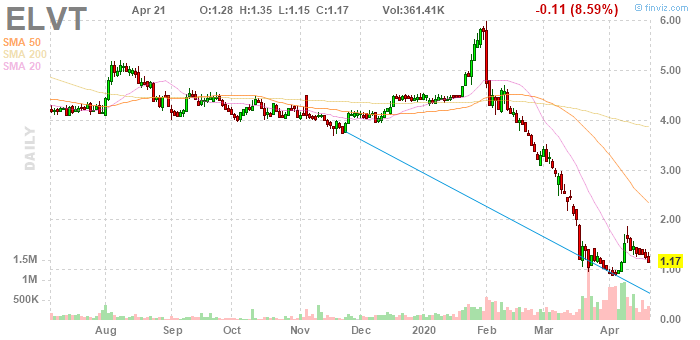 ELVT
Apr 21 O:1.28 H:1.35 L:1.15 C:1.17 Vol:361.41K -0.11 (8.59%)
© finviz.com
SMA 50
SMA 200
SMA 20
DAILY
6.00
5.00
4.00
3.00
2.00
1.17
1.00
1.5M
1M
500K
Aug Sep Oct Nov Dec 2020 Feb Mar Apr